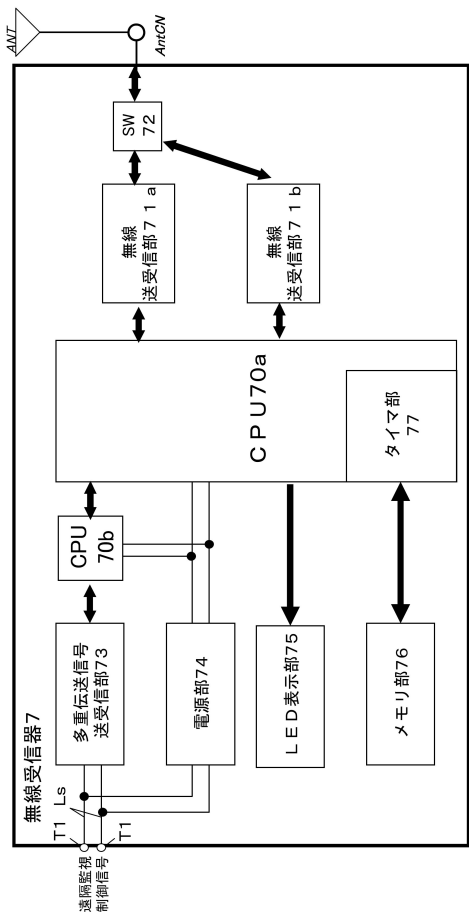 無線受信器7
T1
Ls
T1
遠隔監視
制御信号
多重伝送信号
送受信部73
電源部74
LED表示部75
メモリ部76
CPU
70b
CPU70a
タイマ部
77
無線
送受信部71a
無線
送受信部71b
SW
72
ANT
AntCN